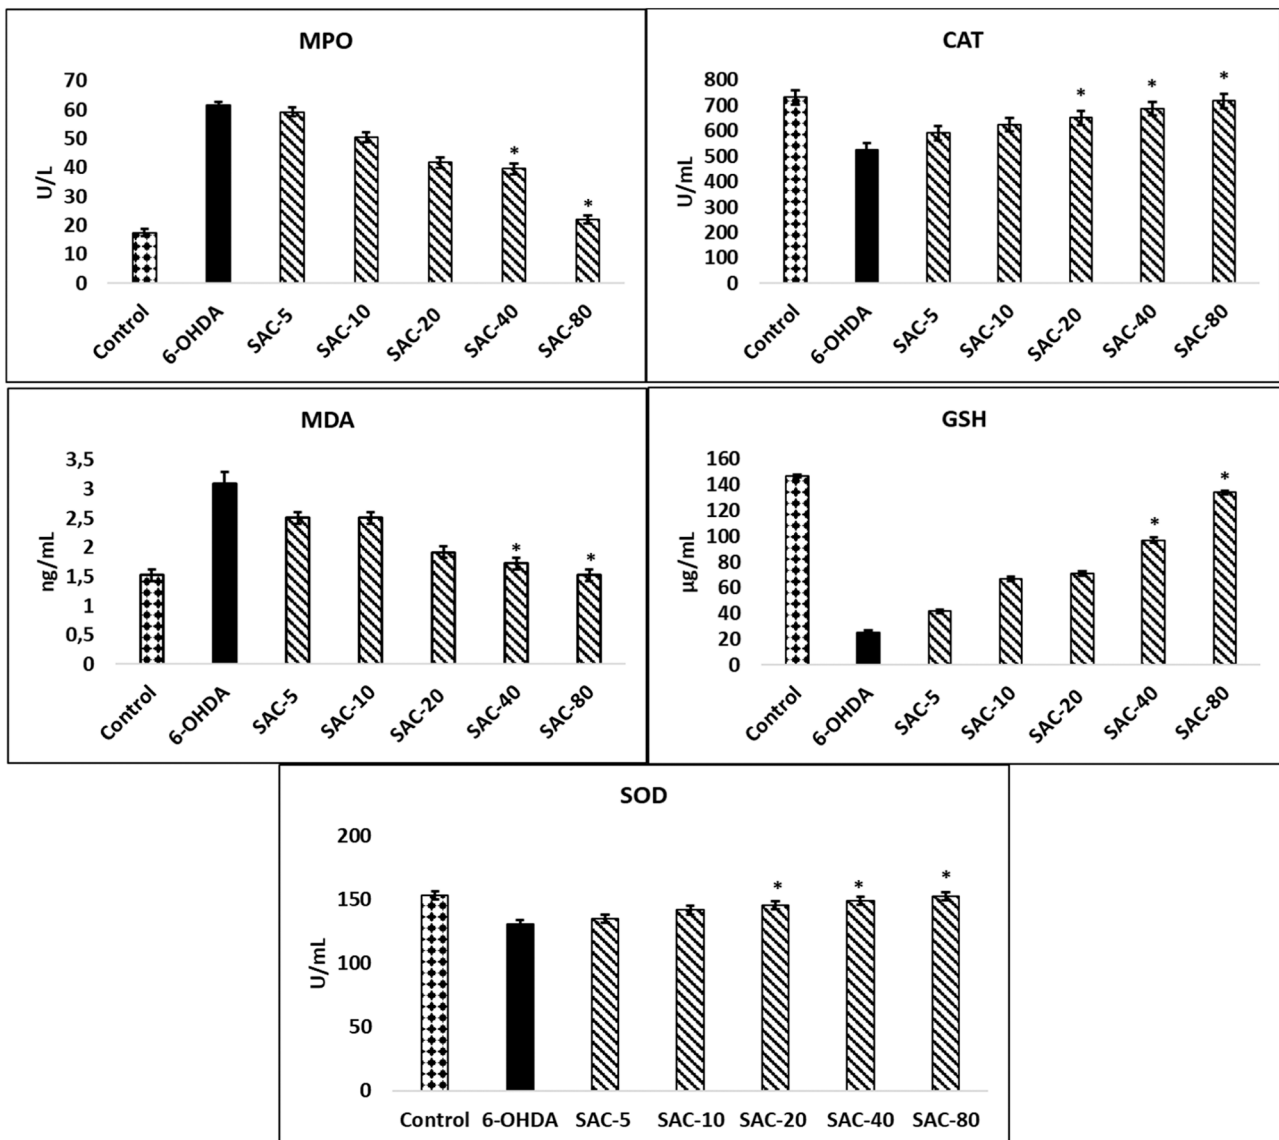 MPO
70
60
50
40
30
20
10
0
U/L
Control
6-OHDA
SAC-5
SAC-10
SAC-20
SAC-40
SAC-80
*
*
CAT
800
700
600
500
400
300
200
100
0
U/mL
Control
6-OHDA
SAC-5
SAC-10
SAC-20
SAC-40
SAC-80
*
*
*
MDA
3,5
3
2,5
2
1,5
1
0,5
0
ng/mL
Control
6-OHDA
SAC-5
SAC-10
SAC-20
SAC-40
SAC-80
*
*
GSH
160
140
120
100
80
60
40
20
0
µg/mL
Control
6-OHDA
SAC-5
SAC-10
SAC-20
SAC-40
SAC-80
*
*
SOD
200
150
100
50
0
U/mL
Control 6-OHDA SAC-5 SAC-10 SAC-20 SAC-40 SAC-80
*
*
*